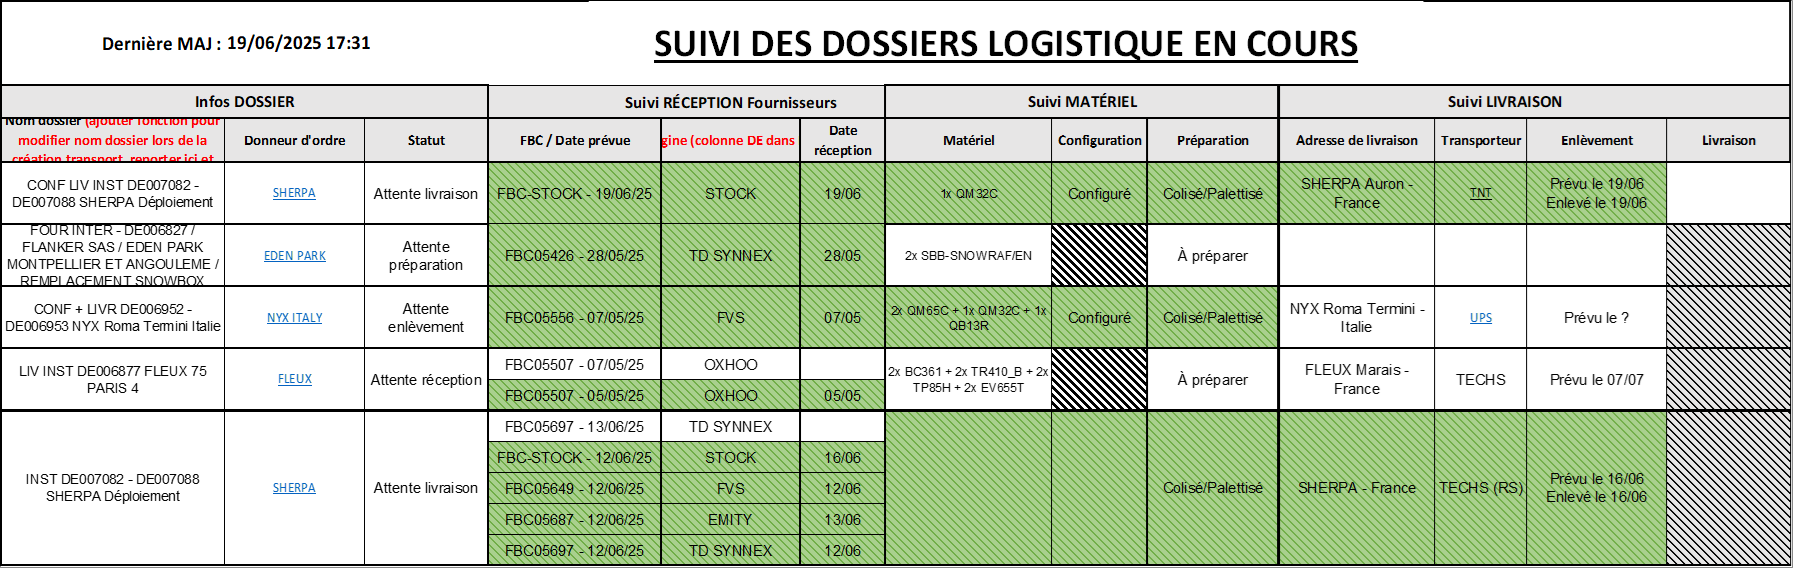 Dernière MAJ : 19/06/2025 17:31
SUIVI DES DOSSIERS LOGISTIQUE EN COURS
Infos DOSSIER
Suivi RÉCEPTION Fournisseurs
Suivi MATÉRIEL
Suivi LIVRAISON
Nom dossier (ajouter fonction pour
modifier nom dossier lors de la
création transport, reporter ici et
Donneur d'ordre
Statut
FBC / Date prévue
gine (colonne DE dans
Date
réception
Matériel
Configuration
Préparation
Adresse de livraison
Transporteur
Enlèvement
Livraison
CONF LIV INST DE007082 -
DE007088 SHERPA Déploiement
SHERPA
Attente livraison
FBC-STOCK - 19/06/25
STOCK
19/06
1x QM32C
Configuré
Colisé/Palettisé
SHERPA Auron -
France
TNT
Prévu le 19/06
Enlevé le 19/06
FOUR INTER - DE006827 /
FLANKER SAS / EDEN PARK
MONTPELLIER ET ANGOULEME /
REMPLACEMENT SNOWBOX
EDEN PARK
Attente
préparation
FBC05426 - 28/05/25
TD SYNNEX
28/05
2x SBB-SNOWRAF/EN
À préparer
CONF + LIVR DE006952 -
DE006953 NYX Roma Termini Italie
NYX ITALY
Attente
enlèvement
FBC05556 - 07/05/25
FVS
07/05
2x QM65C + 1x QM32C + 1x
QB13R
Configuré
Colisé/Palettisé
NYX Roma Termini -
Italie
UPS
Prévu le ?
LIV INST DE006877 FLEUX 75
PARIS 4
FLEUX
Attente réception
FBC05507 - 07/05/25
OXHOO
FBC05507 - 05/05/25
OXHOO
05/05
2x BC361 + 2x TR410_B + 2x
TP85H + 2x EV655T
À préparer
FLEUX Marais -
France
TECHS
Prévu le 07/07
INST DE007082 - DE007088
SHERPA Déploiement
SHERPA
Attente livraison
FBC05697 - 13/06/25
TD SYNNEX
FBC-STOCK - 12/06/25
STOCK
16/06
FBC05649 - 12/06/25
FVS
12/06
FBC05687 - 12/06/25
EMITY
13/06
FBC05697 - 12/06/25
TD SYNNEX
12/06
Colisé/Palettisé
SHERPA - France
TECHS (RS)
Prévu le 16/06
Enlevé le 16/06